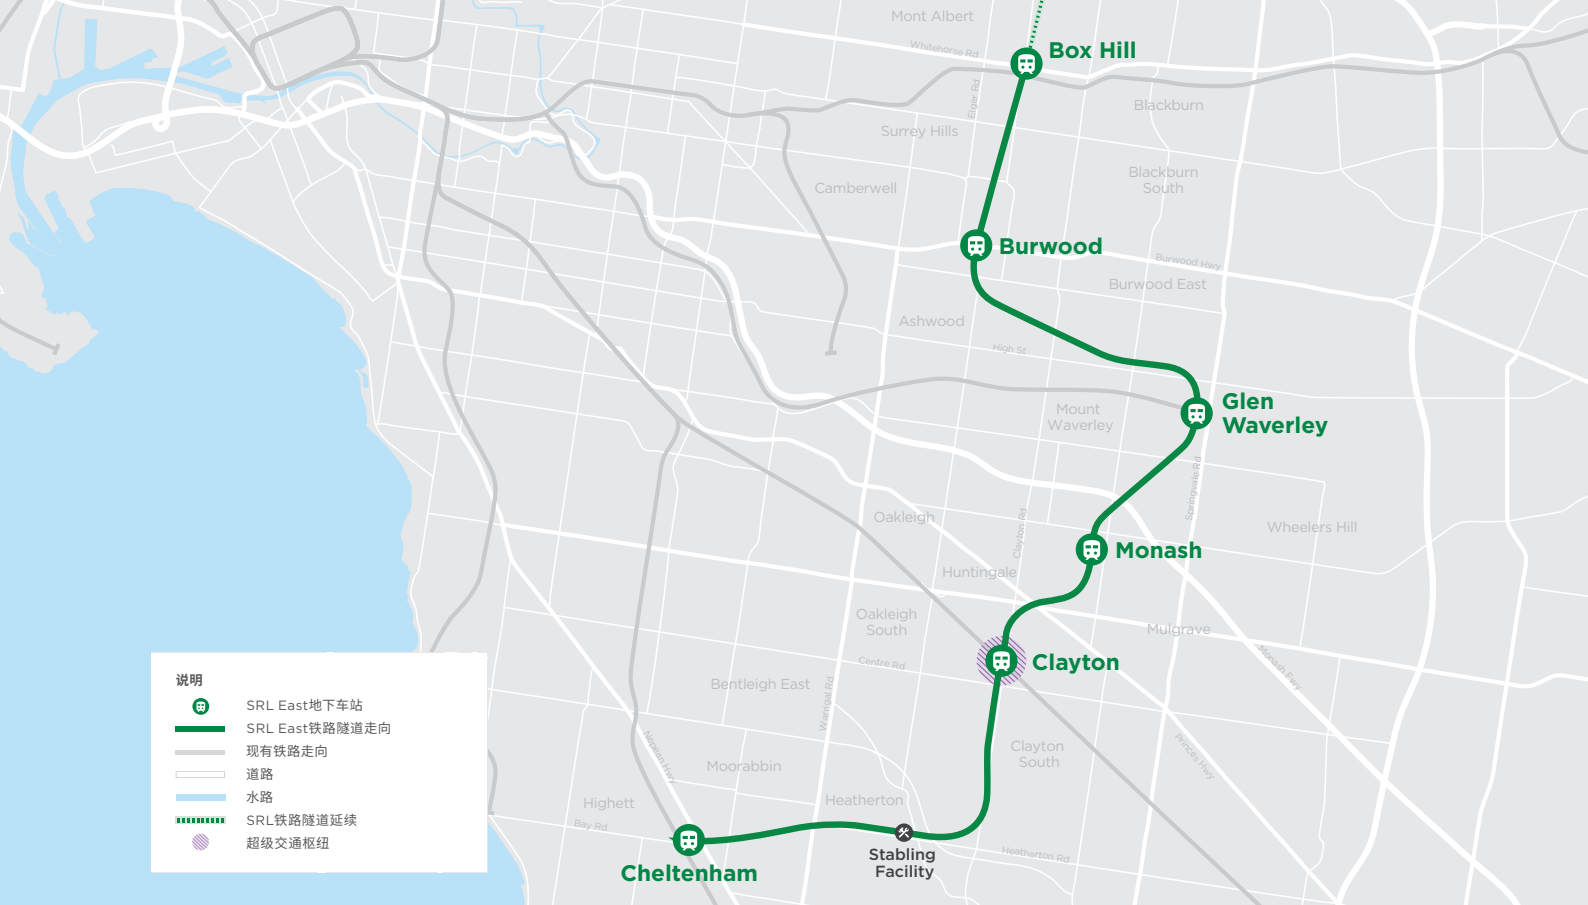 Mont Albert
Whitehorse Rd
Box Hill
Elgar Rd
Blackburn
Surrey Hills
Blackburn
South
Camberwell
Burwood
Burwood Hwy
Burwood East
Ashwood
High St
Glen
Waverley
Mount
Waverley
Springvale Rd
Oakleigh
Clayton Rd
Wheelers Hill
Monash
Huntingale
Oakleigh
South
Mulgrave
Clayton
Centre Rd
Monash Fwy
Bentleigh East
Warrigal Rd
Nepean Hwy
Clayton
South
Princes Hwy
Moorabbin
Highett
Heatherton
Bay Rd
Stabling
Facility
Heatherton Rd
Cheltenham
说明
SRL East地下车站
SRL East铁路隧道走向
现有铁路走向
道路
水路
SRL铁路隧道延续
超级交通枢纽